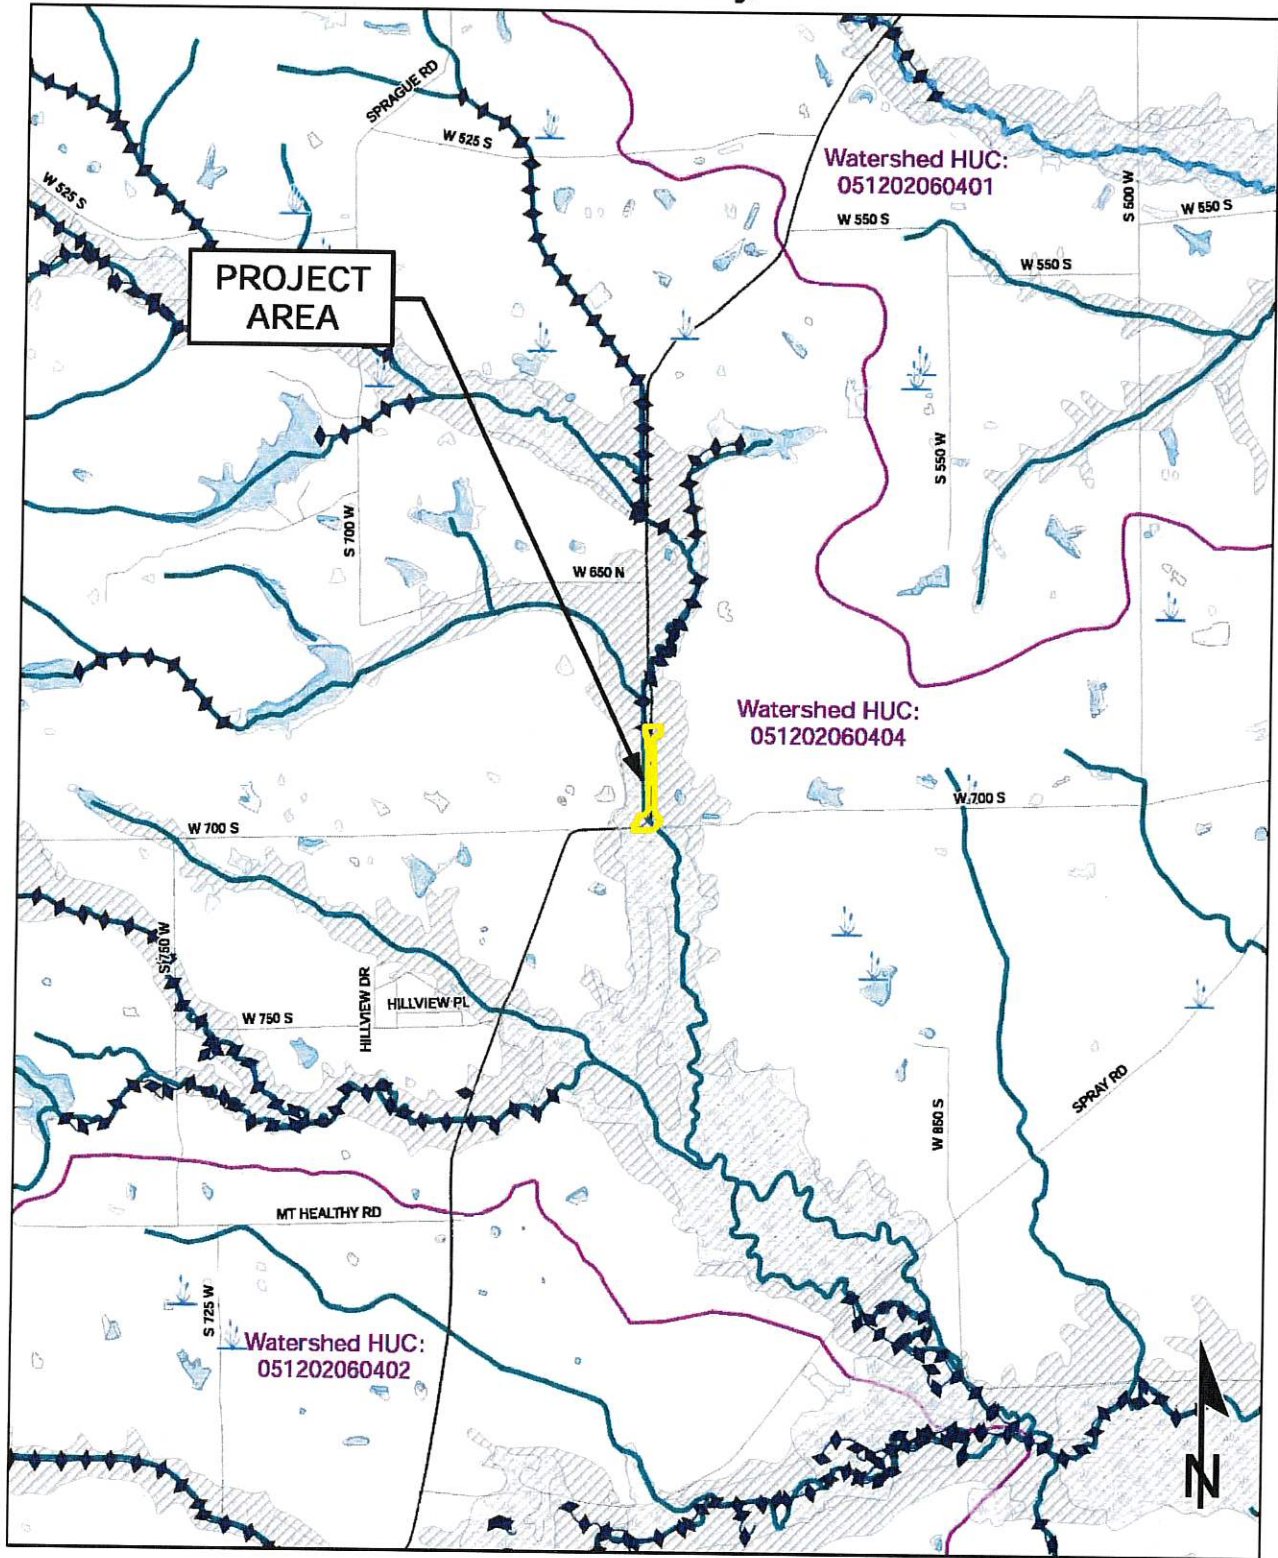 SPRAGUE RD
W 525 S
Watershed HUC:
051202060401
W 525 S
S 600 W
W 550 S
W 550 S
W 550 S
PROJECT
AREA
S 550 W
S 700 W
W 650 N
Watershed HUC:
051202060404
W 700 S
W 700 S
S 750 W
HILLVIEW DR
HILLVIEW PL
W 750 S
SPRAY RD
W 850 S
MT HEALTHY RD
S 725 W
Watershed HUC:
051202060402
N